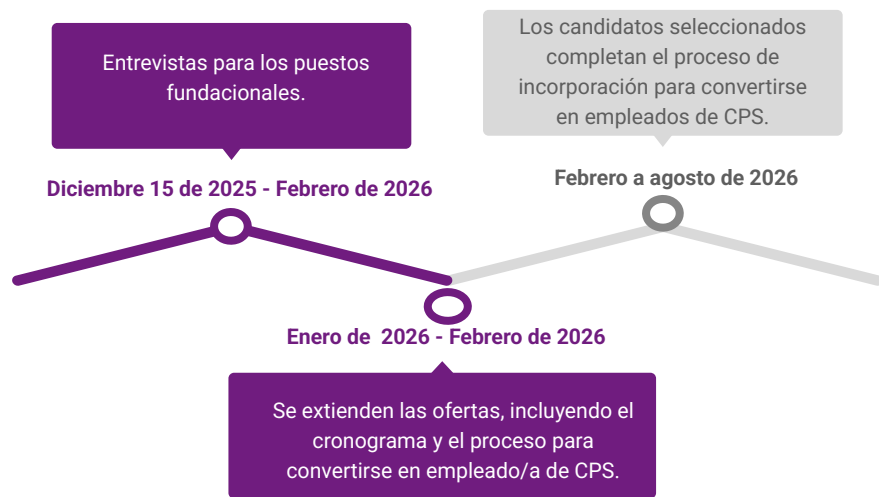 Entrevistas para los puestos
fundacionales.
Diciembre 15 de 2025 - Febrero de 2026
Los candidatos seleccionados
completan el proceso de
incorporación para convertirse
en empleados de CPS.
Febrero a agosto de 2026
Enero de  2026 - Febrero de 2026
Se extienden las ofertas, incluyendo el
cronograma y el proceso para
convertirse en empleado/a de CPS.